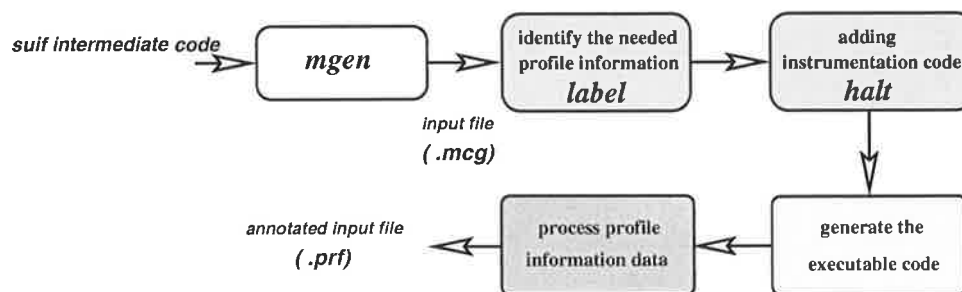 suif intermediate code
mgen
identify the needed
profile information
label
adding
instrumentation code
halt
input file
( .mcg)
annotated input file
( .prf)
process profile
information data
generate the
executable code